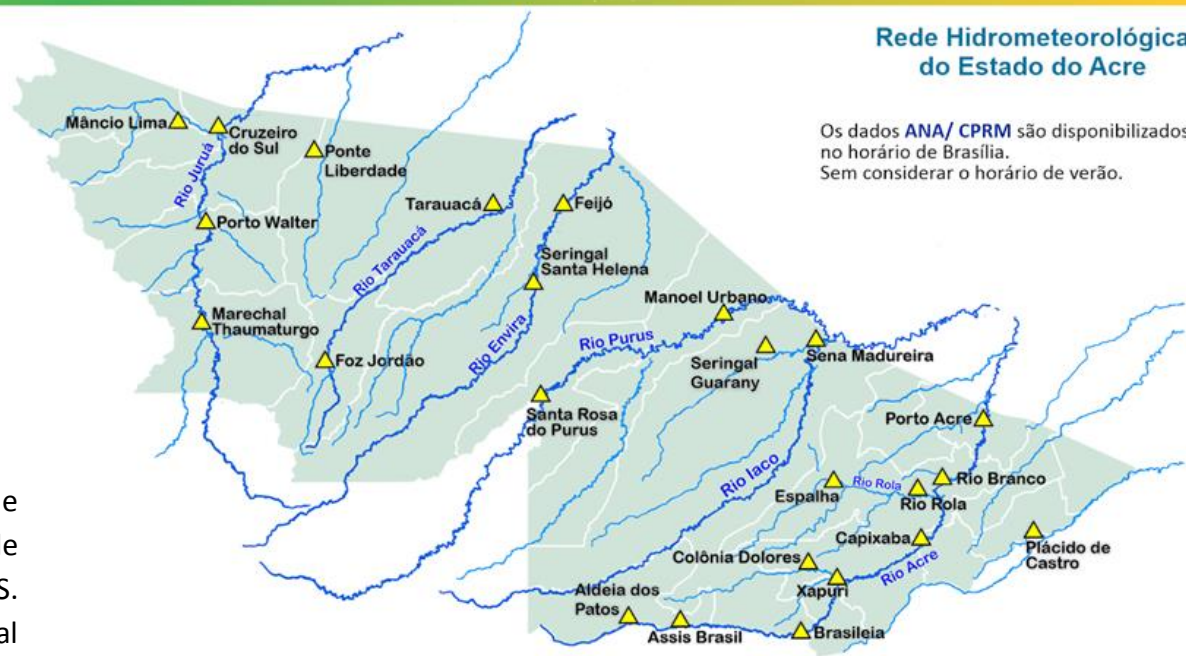 Rede Hidrometeorológica
do Estado do Acre
Os dados ANA/ CPRM são disponibilizados
no horário de Brasília.
Sem considerar o horário de verão.
Mâncio Lima
Cruzeiro
do Sul
Ponte
Liberdade
Rio Juruá
Porto Walter
Tarauacá
Feijó
Rio Tarauacá
Seringal
Santa Helena
Marechal
Thaumaturgo
Foz Jordão
Rio Envira
Manoel Urbano
Rio Purus
Seringal
Guarany
Sena Madureira
Santa Rosa
do Purus
Porto Acre
Rio Iaco
Espalha
Rio Rola
Rio Rola
Rio Branco
Capixaba
Plácido de
Castro
Colônia Dolores
Xapuri
Rio Acre
Aldeia dos
Patos
Assis Brasil
Brasileia
e
de
S.
al